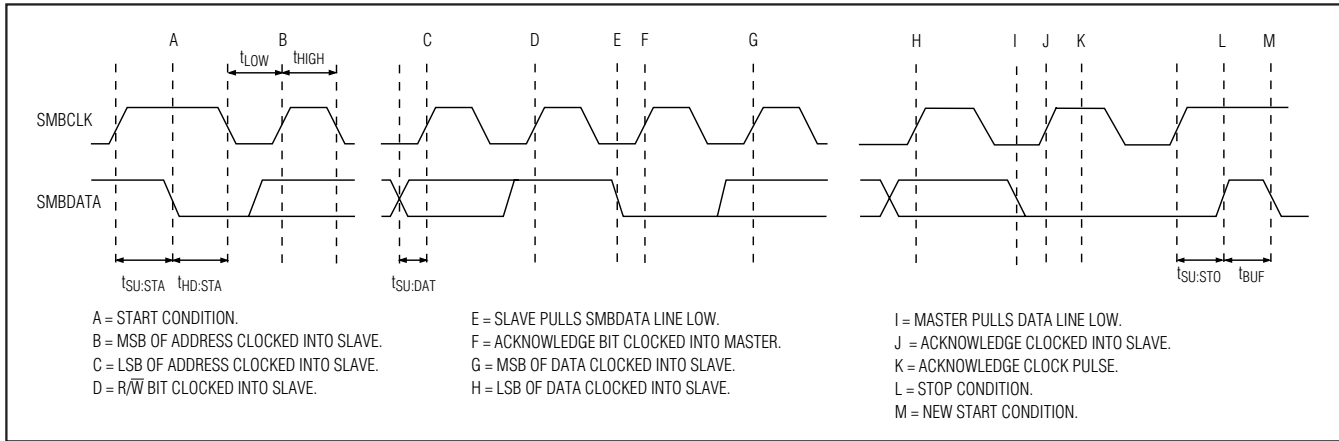 A B C D E F G H I J K L M
tLOW tHIGH
SMBCLK
SMBDATA
tSU:STA tHD:STA tSU:DAT tSU:STO tBUF
A = START CONDITION.
B = MSB OF ADDRESS CLOCKED INTO SLAVE.
C = LSB OF ADDRESS CLOCKED INTO SLAVE.
D = R/W̅ BIT CLOCKED INTO SLAVE.
E = SLAVE PULLS SMBDATA LINE LOW.
F = ACKNOWLEDGE BIT CLOCKED INTO MASTER.
G = MSB OF DATA CLOCKED INTO SLAVE.
H = LSB OF DATA CLOCKED INTO SLAVE.
I = MASTER PULLS DATA LINE LOW.
J = ACKNOWLEDGE CLOCKED INTO SLAVE.
K = ACKNOWLEDGE CLOCK PULSE.
L = STOP CONDITION.
M = NEW START CONDITION.